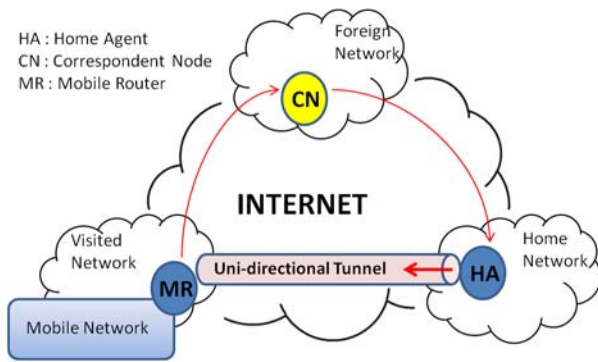 HA : Home Agent
CN : Correspondent Node
MR : Mobile Router
Foreign
Network
CN
INTERNET
Visited
Network
Uni-directional Tunnel
MR
HA
Home
Network
Mobile Network